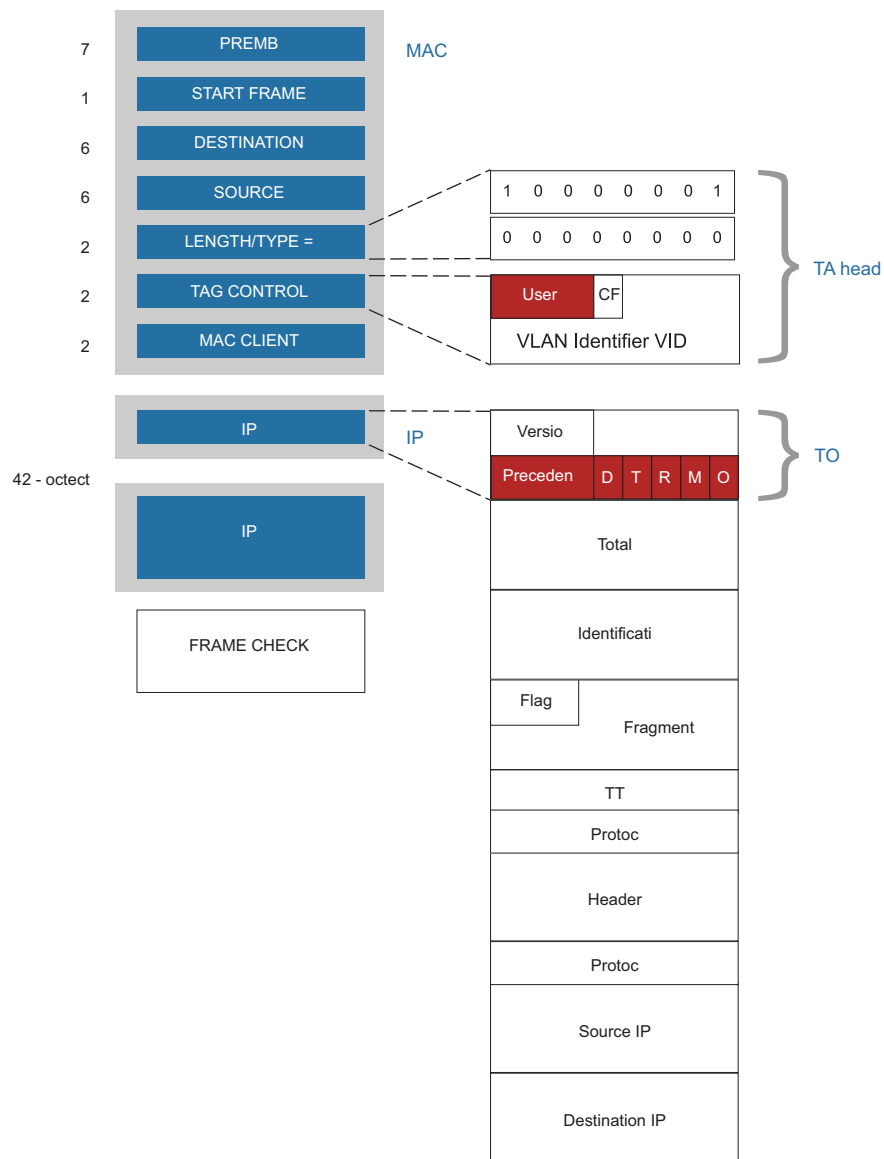 PREMB
MAC
7
START FRAME
1
DESTINATION
6
SOURCE
6
1 0 0 0 0 0 0 1
LENGTH/TYPE =
2
0 0 0 0 0 0 0 0
TA head
TAG CONTROL
2
User CF
MAC CLIENT
2
VLAN Identifier VID
IP
IP
Versio
TO
42 - octect
Preceden D T R M O
IP
Total
FRAME CHECK
Identificati
Flag
Fragment
TT
Protoc
Header
Protoc
Source IP
Destination IP